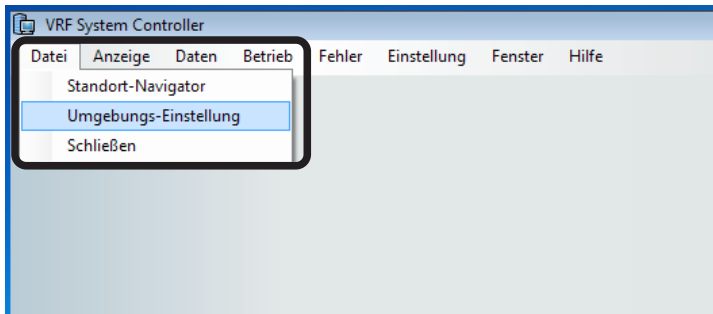 VRF System Controller
Datei Anzeige Daten Betrieb Fehler Einstellung Fenster Hilfe
Standort-Navigator
Umgebungs-Einstellung
Schließen